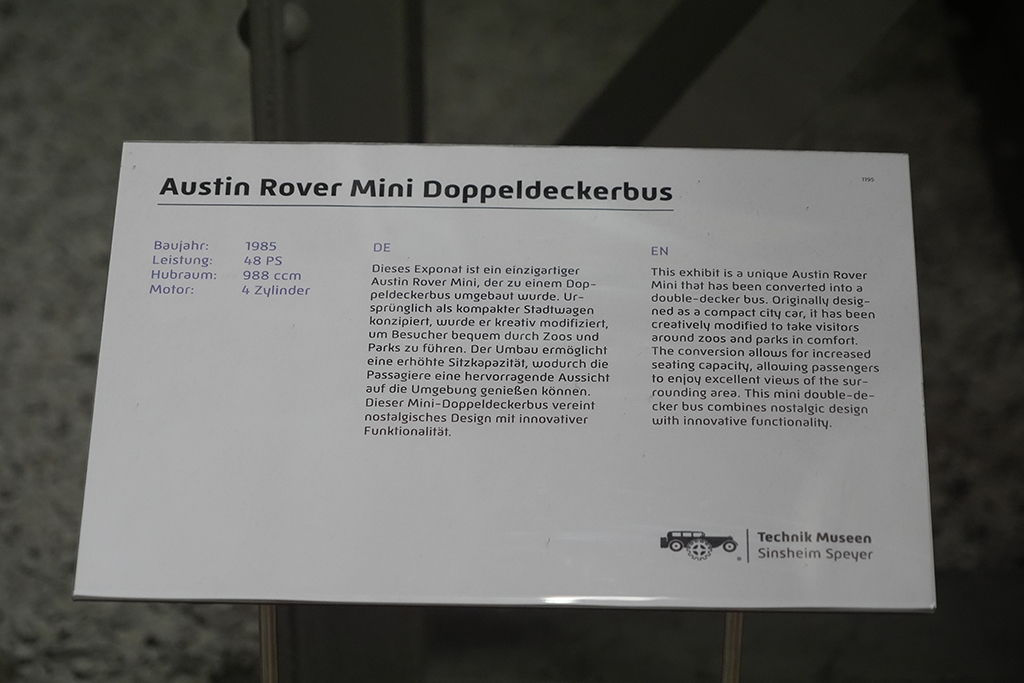 Austin Rover Mini Doppeldeckerbus
1195
Baujahr: 1985
Leistung: 48 PS
Hubraum: 988 ccm
Motor: 4 Zylinder
DE
Dieses Exponat ist ein einzigartiger
Austin Rover Mini, der zu einem Dop-
peldeckerbus umgebaut wurde. Ur-
sprünglich als kompakter Stadtwagen
konzipiert, wurde er kreativ modifiziert,
um Besucher bequem durch Zoos und
Parks zu führen. Der Umbau ermöglicht
eine erhöhte Sitzkapazität, wodurch die
Passagiere eine hervorragende Aussicht
auf die Umgebung genießen können.
Dieser Mini-Doppeldeckerbus vereint
nostalgisches Design mit innovativer
Funktionalität.
EN
This exhibit is a unique Austin Rover
Mini that has been converted into a
double-decker bus. Originally desig-
ned as a compact city car, it has been
creatively modified to take visitors
around zoos and parks in comfort.
The conversion allows for increased
seating capacity, allowing passengers
to enjoy excellent views of the sur-
rounding area. This mini double-de-
cker bus combines nostalgic design
with innovative functionality.
Technik Museen
Sinsheim Speyer